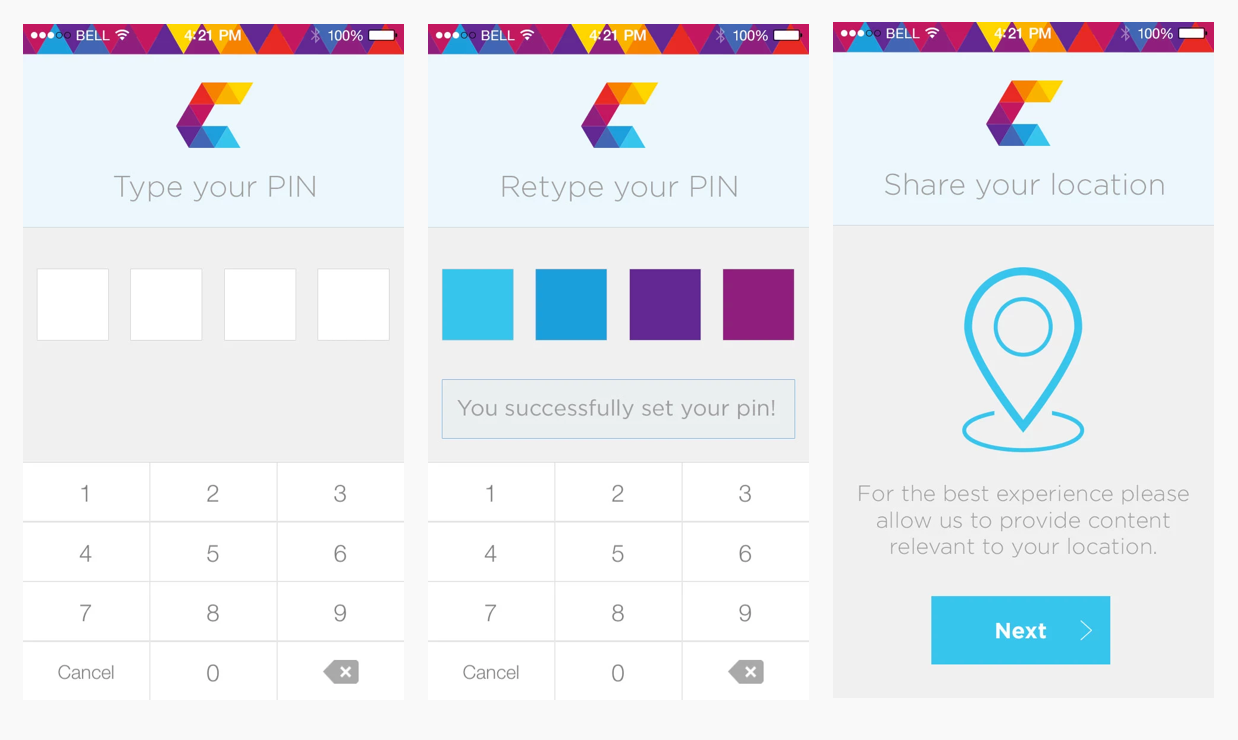 BELL 4:21 PM 100%
Type your PIN
1 2 3
4 5 6
7 8 9
Cancel 0
BELL 4:21 PM 100%
Retype your PIN
You successfully set your pin!
1 2 3
4 5 6
7 8 9
Cancel 0
BELL 4:21 PM 100%
Share your location
For the best experience please
allow us to provide content
relevant to your location.
Next